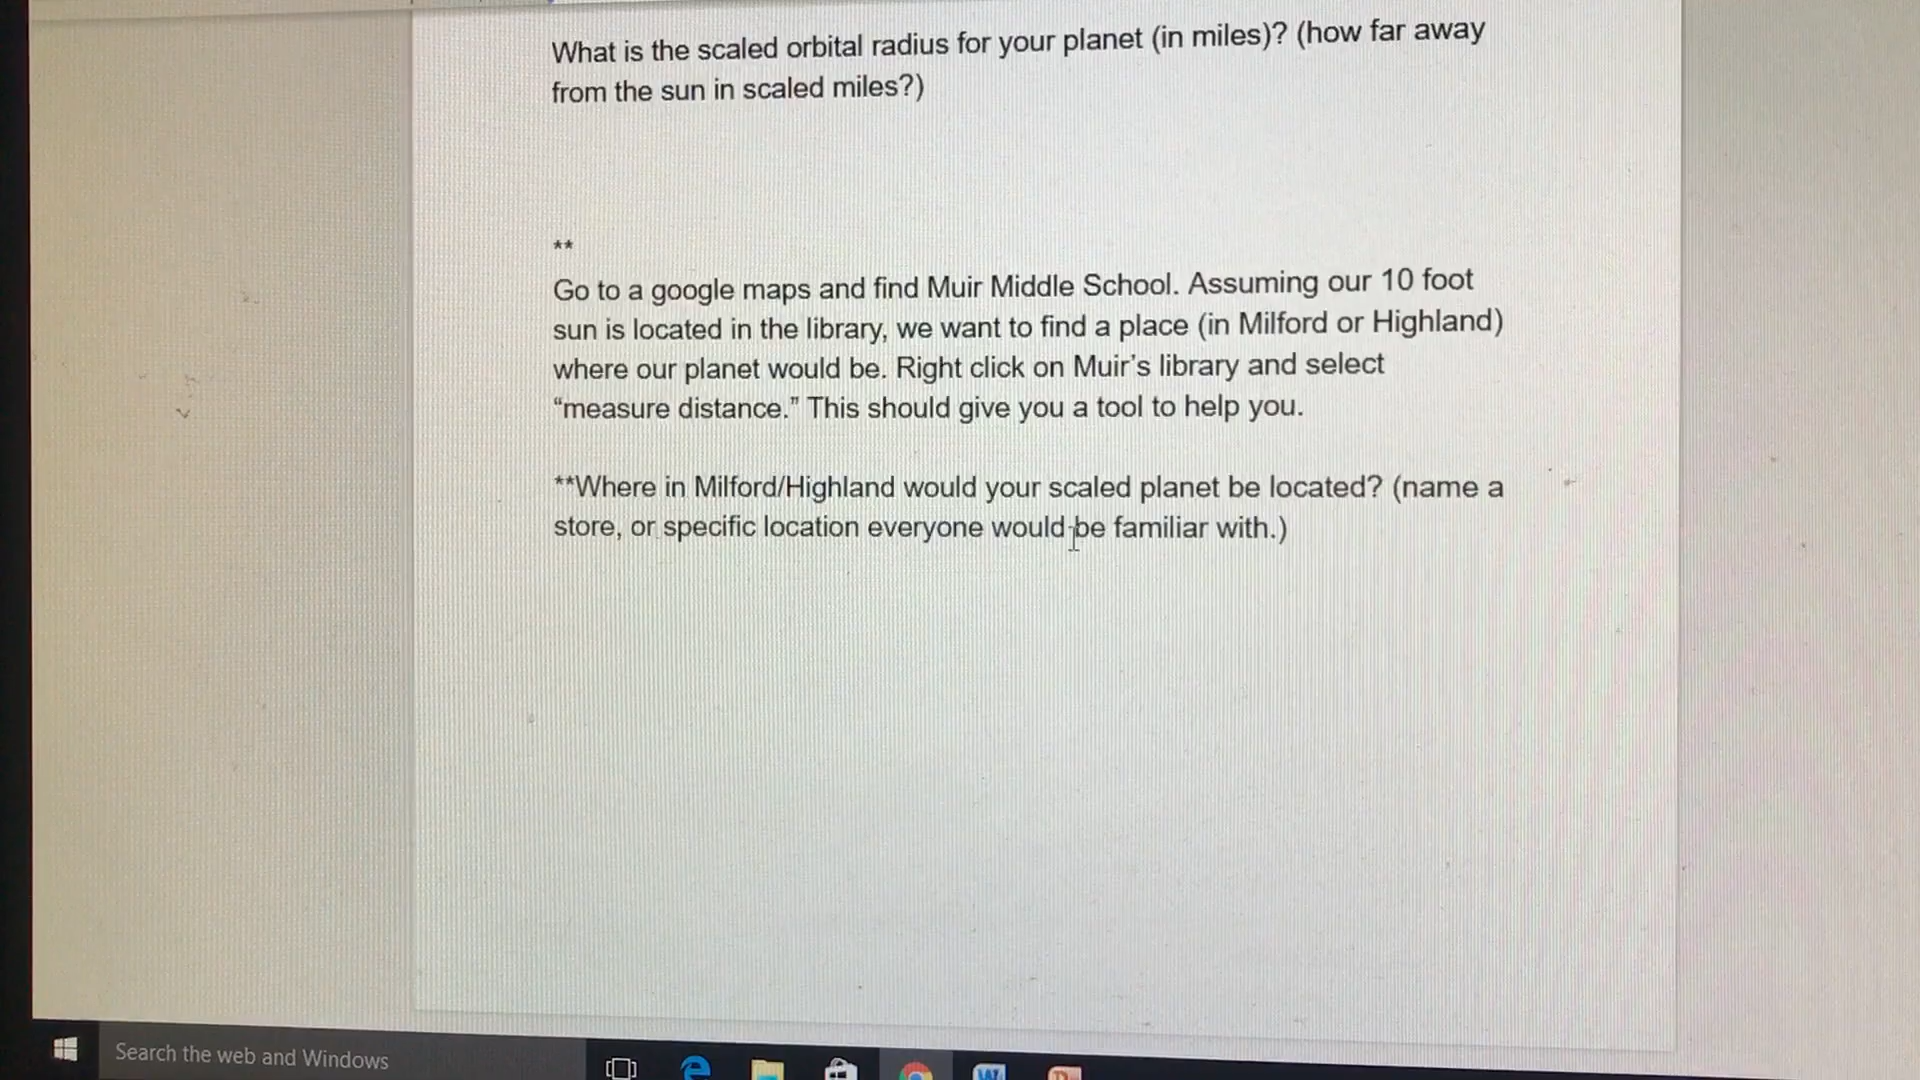 What is the scaled orbital radius for your planet (in miles)? (how far away
from the sun in scaled miles?)
**
Go to a google maps and find Muir Middle School. Assuming our 10 foot
sun is located in the library, we want to find a place (in Milford or Highland)
where our planet would be. Right click on Muir’s library and select
“measure distance.” This should give you a tool to help you.
**Where in Milford/Highland would your scaled planet be located? (name a
store, or specific location everyone would be familiar with.)
Search the web and Windows